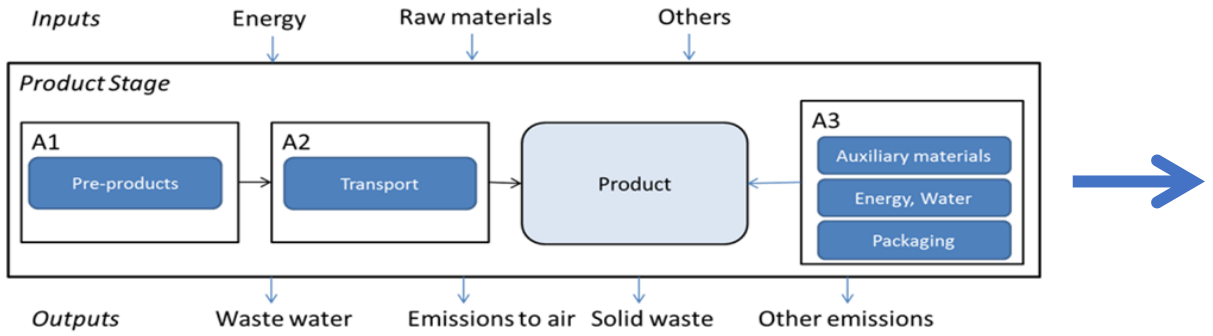 Inputs Energy Raw materials Others
Product Stage
A1
Pre-products
A2
Transport
Product
A3
Auxiliary materials
Energy, Water
Packaging
Outputs Waste water Emissions to air Solid waste Other emissions